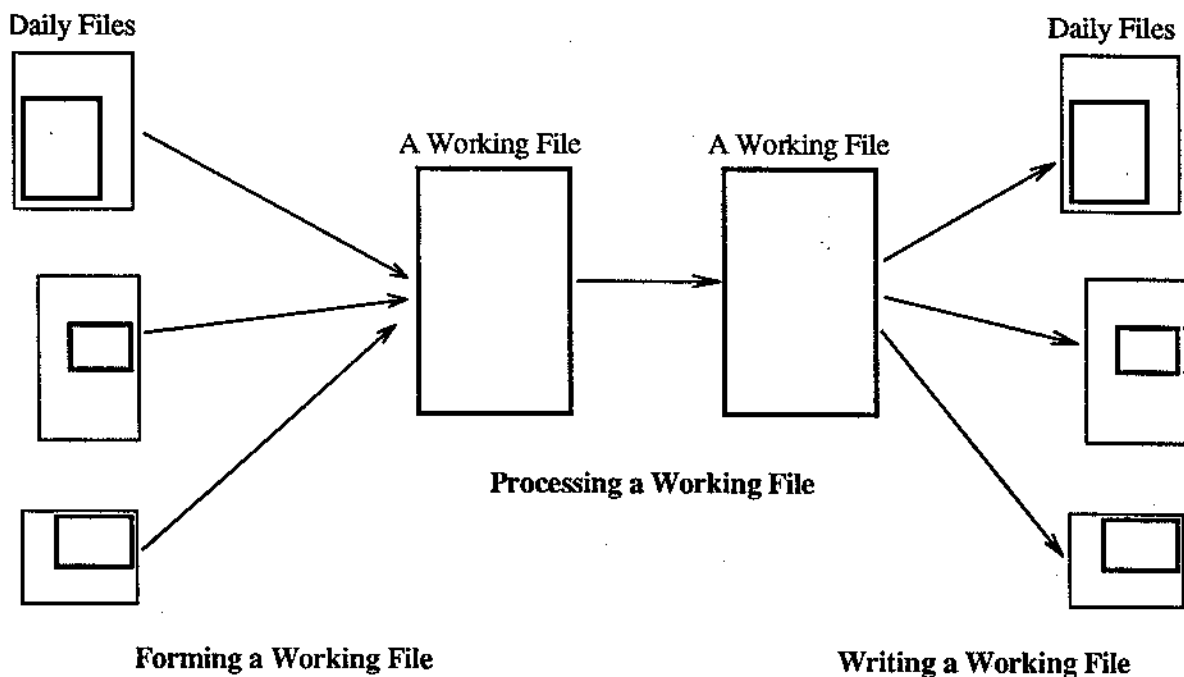 Daily Files
Daily Files
A Working File
A Working File
Processing a Working File
Forming a Working File
Writing a Working File